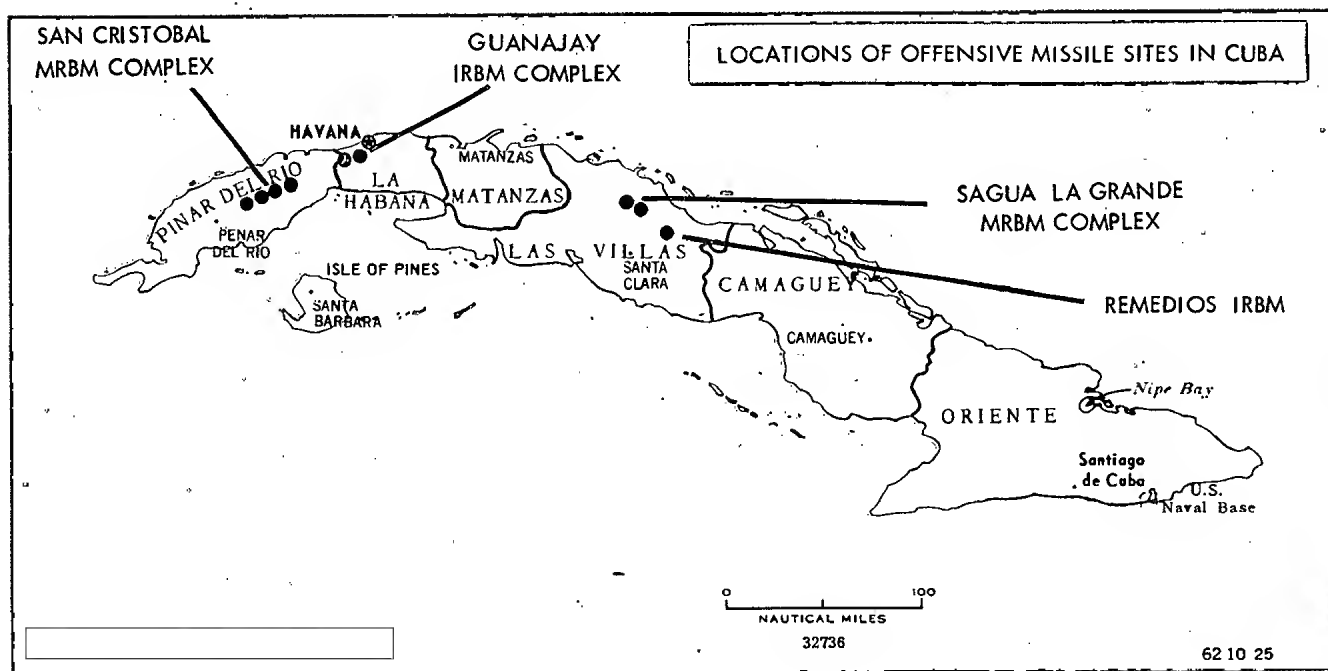 SAN CRISTOBAL
MRBM COMPLEX
GUANAJAY
IRBM COMPLEX
LOCATIONS OF OFFENSIVE MISSILE SITES IN CUBA
HAVANA
MATANZAS
PINAR DEL RIO
LA
HABANA
MATANZAS
SAGUA LA GRANDE
MRBM COMPLEX
PENAR
DEL RIO
LAS VILLAS
SANTA
CLARA
ISLE OF PINES
CAMAGUEY
SANTA
BARBARA
REMEDIOS IRBM
CAMAGUEY
Nipe Bay
ORIENTE
Santiago
de Cuba
U.S.
Naval Base
0 100
NAUTICAL MILES
32736
62 10 25